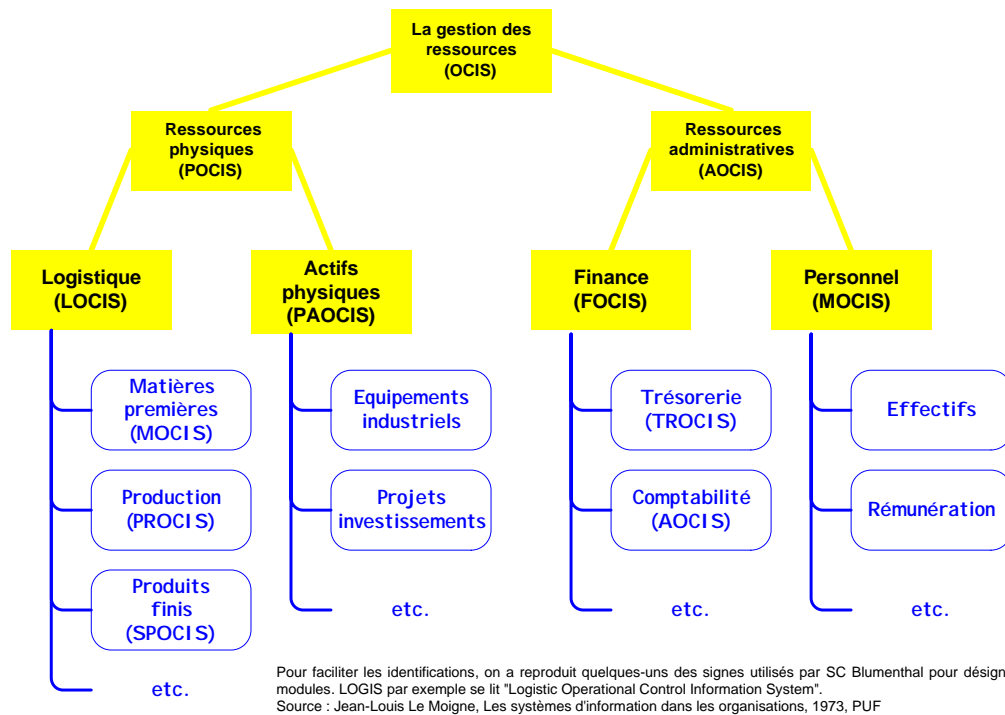 La gestion des
ressources
(OCIS)
Ressources
physiques
(POCIS)
Ressources
administratives
(AOCIS)
Logistique
(LOCIS)
Actifs
physiques
(PAOCIS)
Finance
(FOCIS)
Personnel
(MOCIS)
Matières
premières
(MOCIS)
Production
(PROCIS)
Produits
finis
(SPOCIS)
etc.
Equipements
industriels
Projets
investissements
etc.
Trésorerie
(TROCIS)
Comptabilité
(AOCIS)
etc.
Effectifs
Rémunération
etc.
Pour faciliter les identifications, on a reproduit quelques-uns des signes utilisés par SC Blumenthal pour désign
modules. LOGIS par exemple se lit "Logistic Operational Control Information System".
Source : Jean-Louis Le Moigne, Les systèmes d'information dans les organisations, 1973, PUF